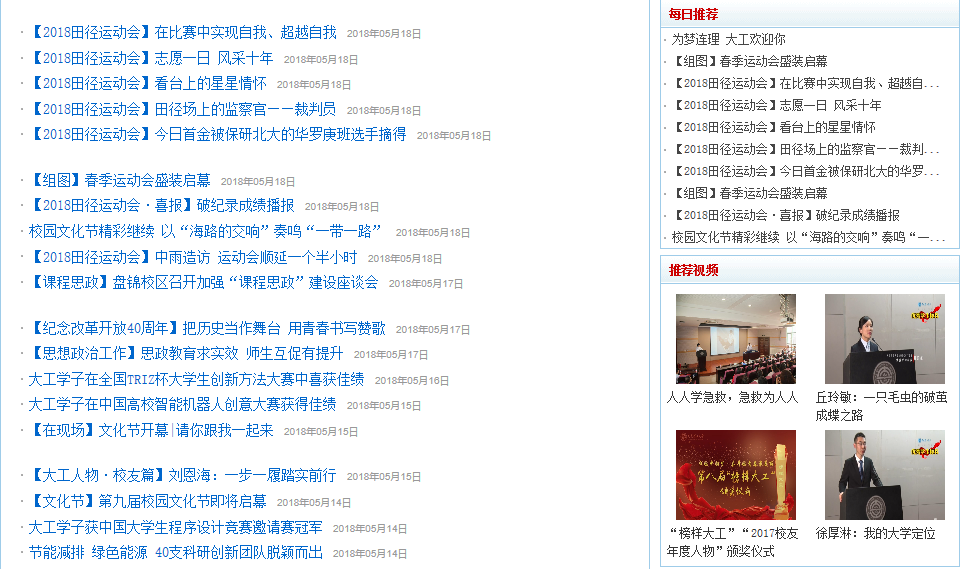 【2018田径运动会】在比赛中实现自我、超越自我 2018年05月18日
【2018田径运动会】志愿一日 风采十年 2018年05月18日
【2018田径运动会】看台上的星星情怀 2018年05月18日
【2018田径运动会】田径场上的监察官——裁判员 2018年05月18日
【2018田径运动会】今日首金被保研北大的华罗庚班选手摘得 2018年05月18日
【组图】春季运动会盛装启幕 2018年05月18日
【2018田径运动会·喜报】破纪录成绩播报 2018年05月18日
校园文化节精彩继续 以“海路的交响”奏鸣“一带一路” 2018年05月18日
【2018田径运动会】中雨造访 运动会顺延一个半小时 2018年05月18日
【课程思政】盘锦校区召开加强“课程思政”建设座谈会 2018年05月17日
【纪念改革开放40周年】把历史当作舞台 用青春书写赞歌 2018年05月17日
【思想政治工作】思政教育求实效 师生互促有提升 2018年05月17日
大工学子在全国TRIZ杯大学生创新方法大赛中喜获佳绩 2018年05月16日
大工学子在中国高校智能机器人创意大赛获得佳绩 2018年05月15日
【在现场】文化节开幕|请你跟我一起来 2018年05月15日
【大工人物·校友篇】刘恩海：一步一履踏实前行 2018年05月15日
【文化节】第九届校园文化节即将启幕 2018年05月14日
大工学子获中国大学生程序设计竞赛邀请赛冠军 2018年05月14日
节能减排 绿色能源 40支科研创新团队脱颖而出 2018年05月14日
每日推荐
为梦连理 大工欢迎你
【组图】春季运动会盛装启幕
【2018田径运动会】在比赛中实现自我、超越自...
【2018田径运动会】志愿一日 风采十年
【2018田径运动会】看台上的星星情怀
【2018田径运动会】田径场上的监察官——裁判...
【2018田径运动会】今日首金被保研北大的华罗...
【组图】春季运动会盛装启幕
【2018田径运动会·喜报】破纪录成绩播报
校园文化节精彩继续 以“海路的交响”奏鸣“一...
推荐视频
人人学急救，急救为人人
丘玲敏：一只毛虫的破茧
成蝶之路
第八届“榜样大工”
颁奖仪式
“榜样大工”“2017校友
年度人物”颁奖仪式
徐厚淋：我的大学定位